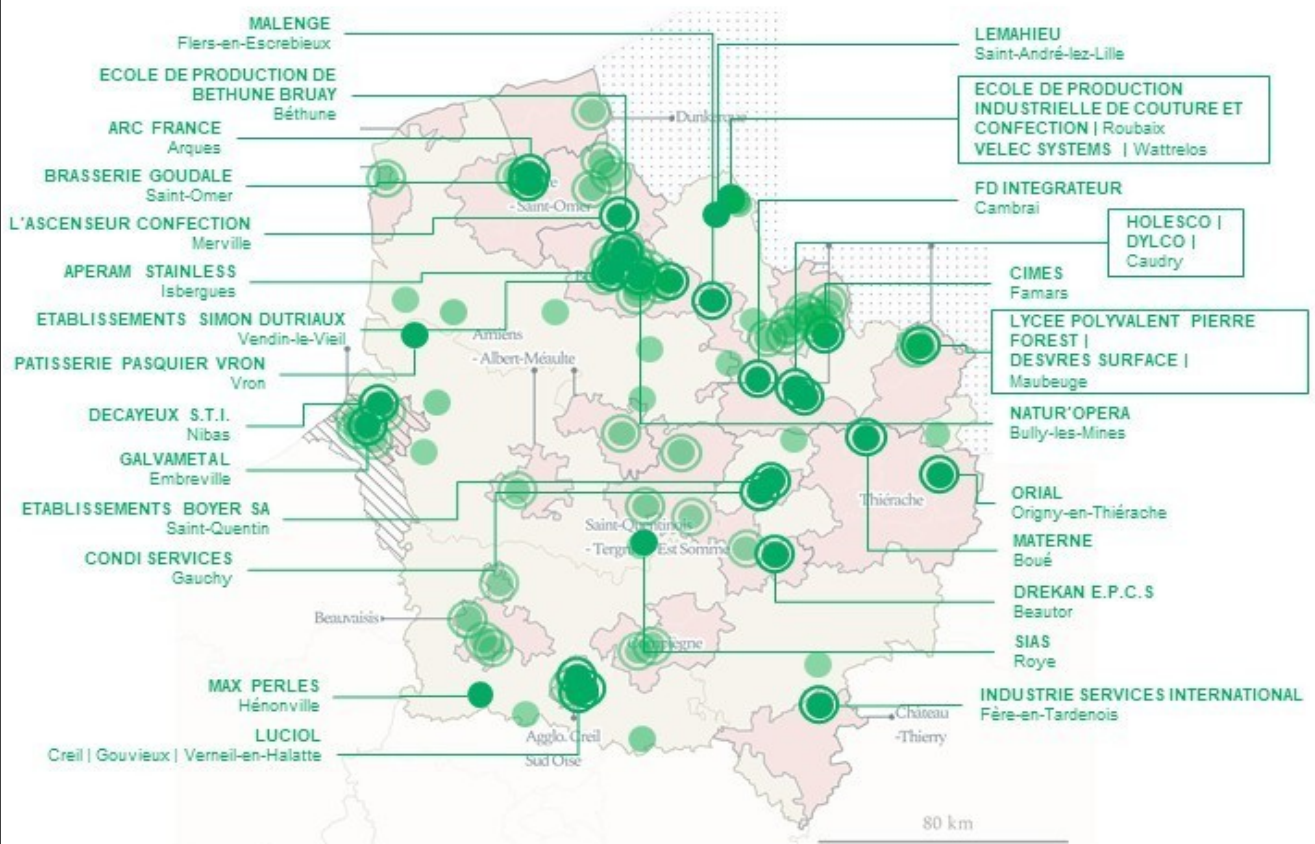 MALENGE
Flers-en-Escrebieux
ECOLE DE PRODUCTION DE
BETHUNE BRUAY
Béthune
ARC FRANCE
Arques
BRASSERIE GOUDALE
Saint-Omer
L'ASCENSEUR CONFECTION
Merville
APERAM STAINLESS
Isbergues
ETABLISSEMENTS SIMON DUTRIAUX
Vendin-le-Vieil
PATISSERIE PASQUIER VRON
Vron
DECAYEUX S.T.I.
Nibas
GALVAMETAL
Embreville
ETABLISSEMENTS BOYER SA
Saint-Quentin
CONDI SERVICES
Gauchy
MAX PERLES
Hénonville
LUCIOL
Creil | Gouvieux | Verneil-en-Halatte
Dunkerque
- Saint-Omer
Amiens
- Albert-Méaulte
Thiérache
Saint-Quentinois
- Tergnier Est Somme
Beauvaisis
Compiègne
Agglo. Creil
Sud Oise
Château
-Thierry
80 km
LEMAHIEU
Saint-André-lez-Lille
ECOLE DE PRODUCTION
INDUSTRIELLE DE COUTURE ET
CONFECTION | Roubaix
VELEC SYSTEMS | Wattrelos
FD INTEGRATEUR
Cambrai
HOLESCO |
DYLCO |
Caudry
CIMES
Famars
LYCEE POLYVALENT PIERRE
FOREST |
DESVRES SURFACE |
Maubeuge
NATUR'OPERA
Bully-les-Mines
ORIAL
Origny-en-Thiérache
MATERNE
Boué
DREKAN E.P.C.S
Beautor
SIAS
Roye
INDUSTRIE SERVICES INTERNATIONAL
Fère-en-Tardenois